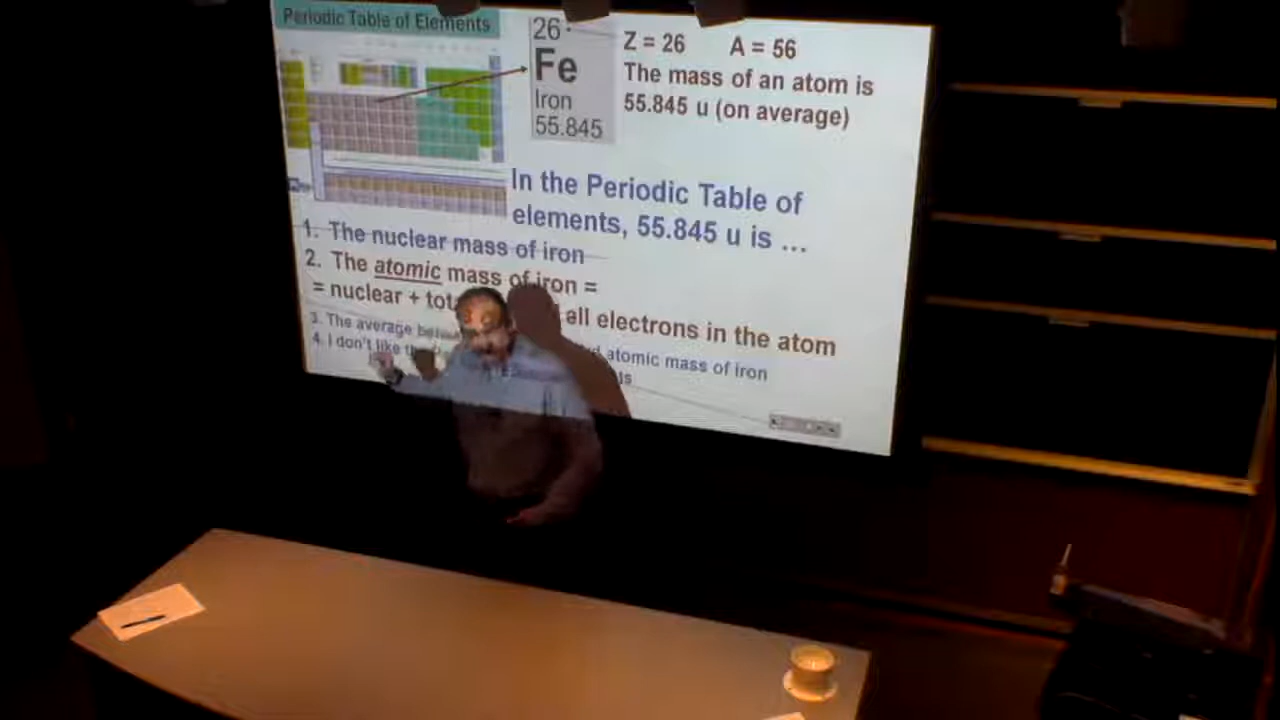 Periodic Table of Elements
26
Fe
Iron
55.845
Z = 26 A = 56
The mass of an atom is
55.845 u (on average)
In the Periodic Table of
elements, 55.845 u is ...
1. The nuclear mass of iron
2. The atomic mass of iron =
= nuclear + all electrons in the atom
3. The average atomic mass of iron
4. I don't like